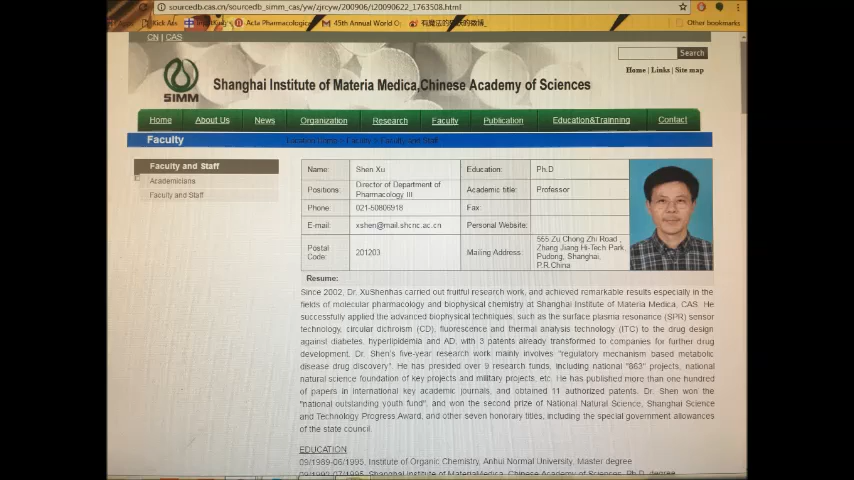 sourcedb.cas.cn/sourcedb_simm_cas/yw/zjrcyw/200906/t20090622_1763508.html
Kick Ass
Acta Pharmacologica
45th Annual World
Other bookmarks
CN | CAS
Search
Home | Links | Site map
SIMM
Shanghai Institute of Materia Medica,Chinese Academy of Sciences
Home About Us News Organization Research Faculty Publication Education&Trainning Contact
Faculty
Faculty and Staff
Academicians
Faculty and Staff
Name: Shen Xu Education: Ph.D
Positions: Director of Department of Pharmacology III Academic title: Professor
Phone: 021-50806918 Fax:
E-mail: xshen@mail.shcnc.ac.cn Personal Website:
Postal Code: 201203 Mailing Address: 555 Zu Chong Zhi Road , Zhang Jiang Hi-Tech Park, Pudong, Shanghai, P.R.China
Resume:
Since 2002, Dr. XuShenhas carried out fruitful research work, and achieved remarkable results especially in the
fields of molecular pharmacology and biophysical chemistry at Shanghai Institute of Materia Medica, CAS. He
successfully applied the advanced biophysical techniques, such as the surface plasma resonance (SPR) sensor
technology, circular dichroism (CD), fluorescence and thermal analysis technology (ITC) to the drug design
against diabetes, hyperlipidemia and AD, with 3 patents already transformed to companies for further drug
development. Dr. Shen's five-year research work mainly involves "regulatory mechanism based metabolic
disease drug discovery". He has presided over 9 research funds, including national "863" projects, national
natural science foundation of key projects and military projects, etc. He has published more than one hundred
of papers in international key academic journals, and obtained 11 authorized patents. Dr. Shen won the
"national outstanding youth fund", and won the second prize of National Natural Science, Shanghai Science
and Technology Progress Award, and other seven honorary titles, including the special government allowances
of the state council.
EDUCATION
09/1989-06/1995, Institute of Organic Chemistry, Anhui Normal University, Master degree
09/1992-07/1995, Shanghai Institute of MateriaMedica, Chinese Academy of Sciences, Ph.D. degree